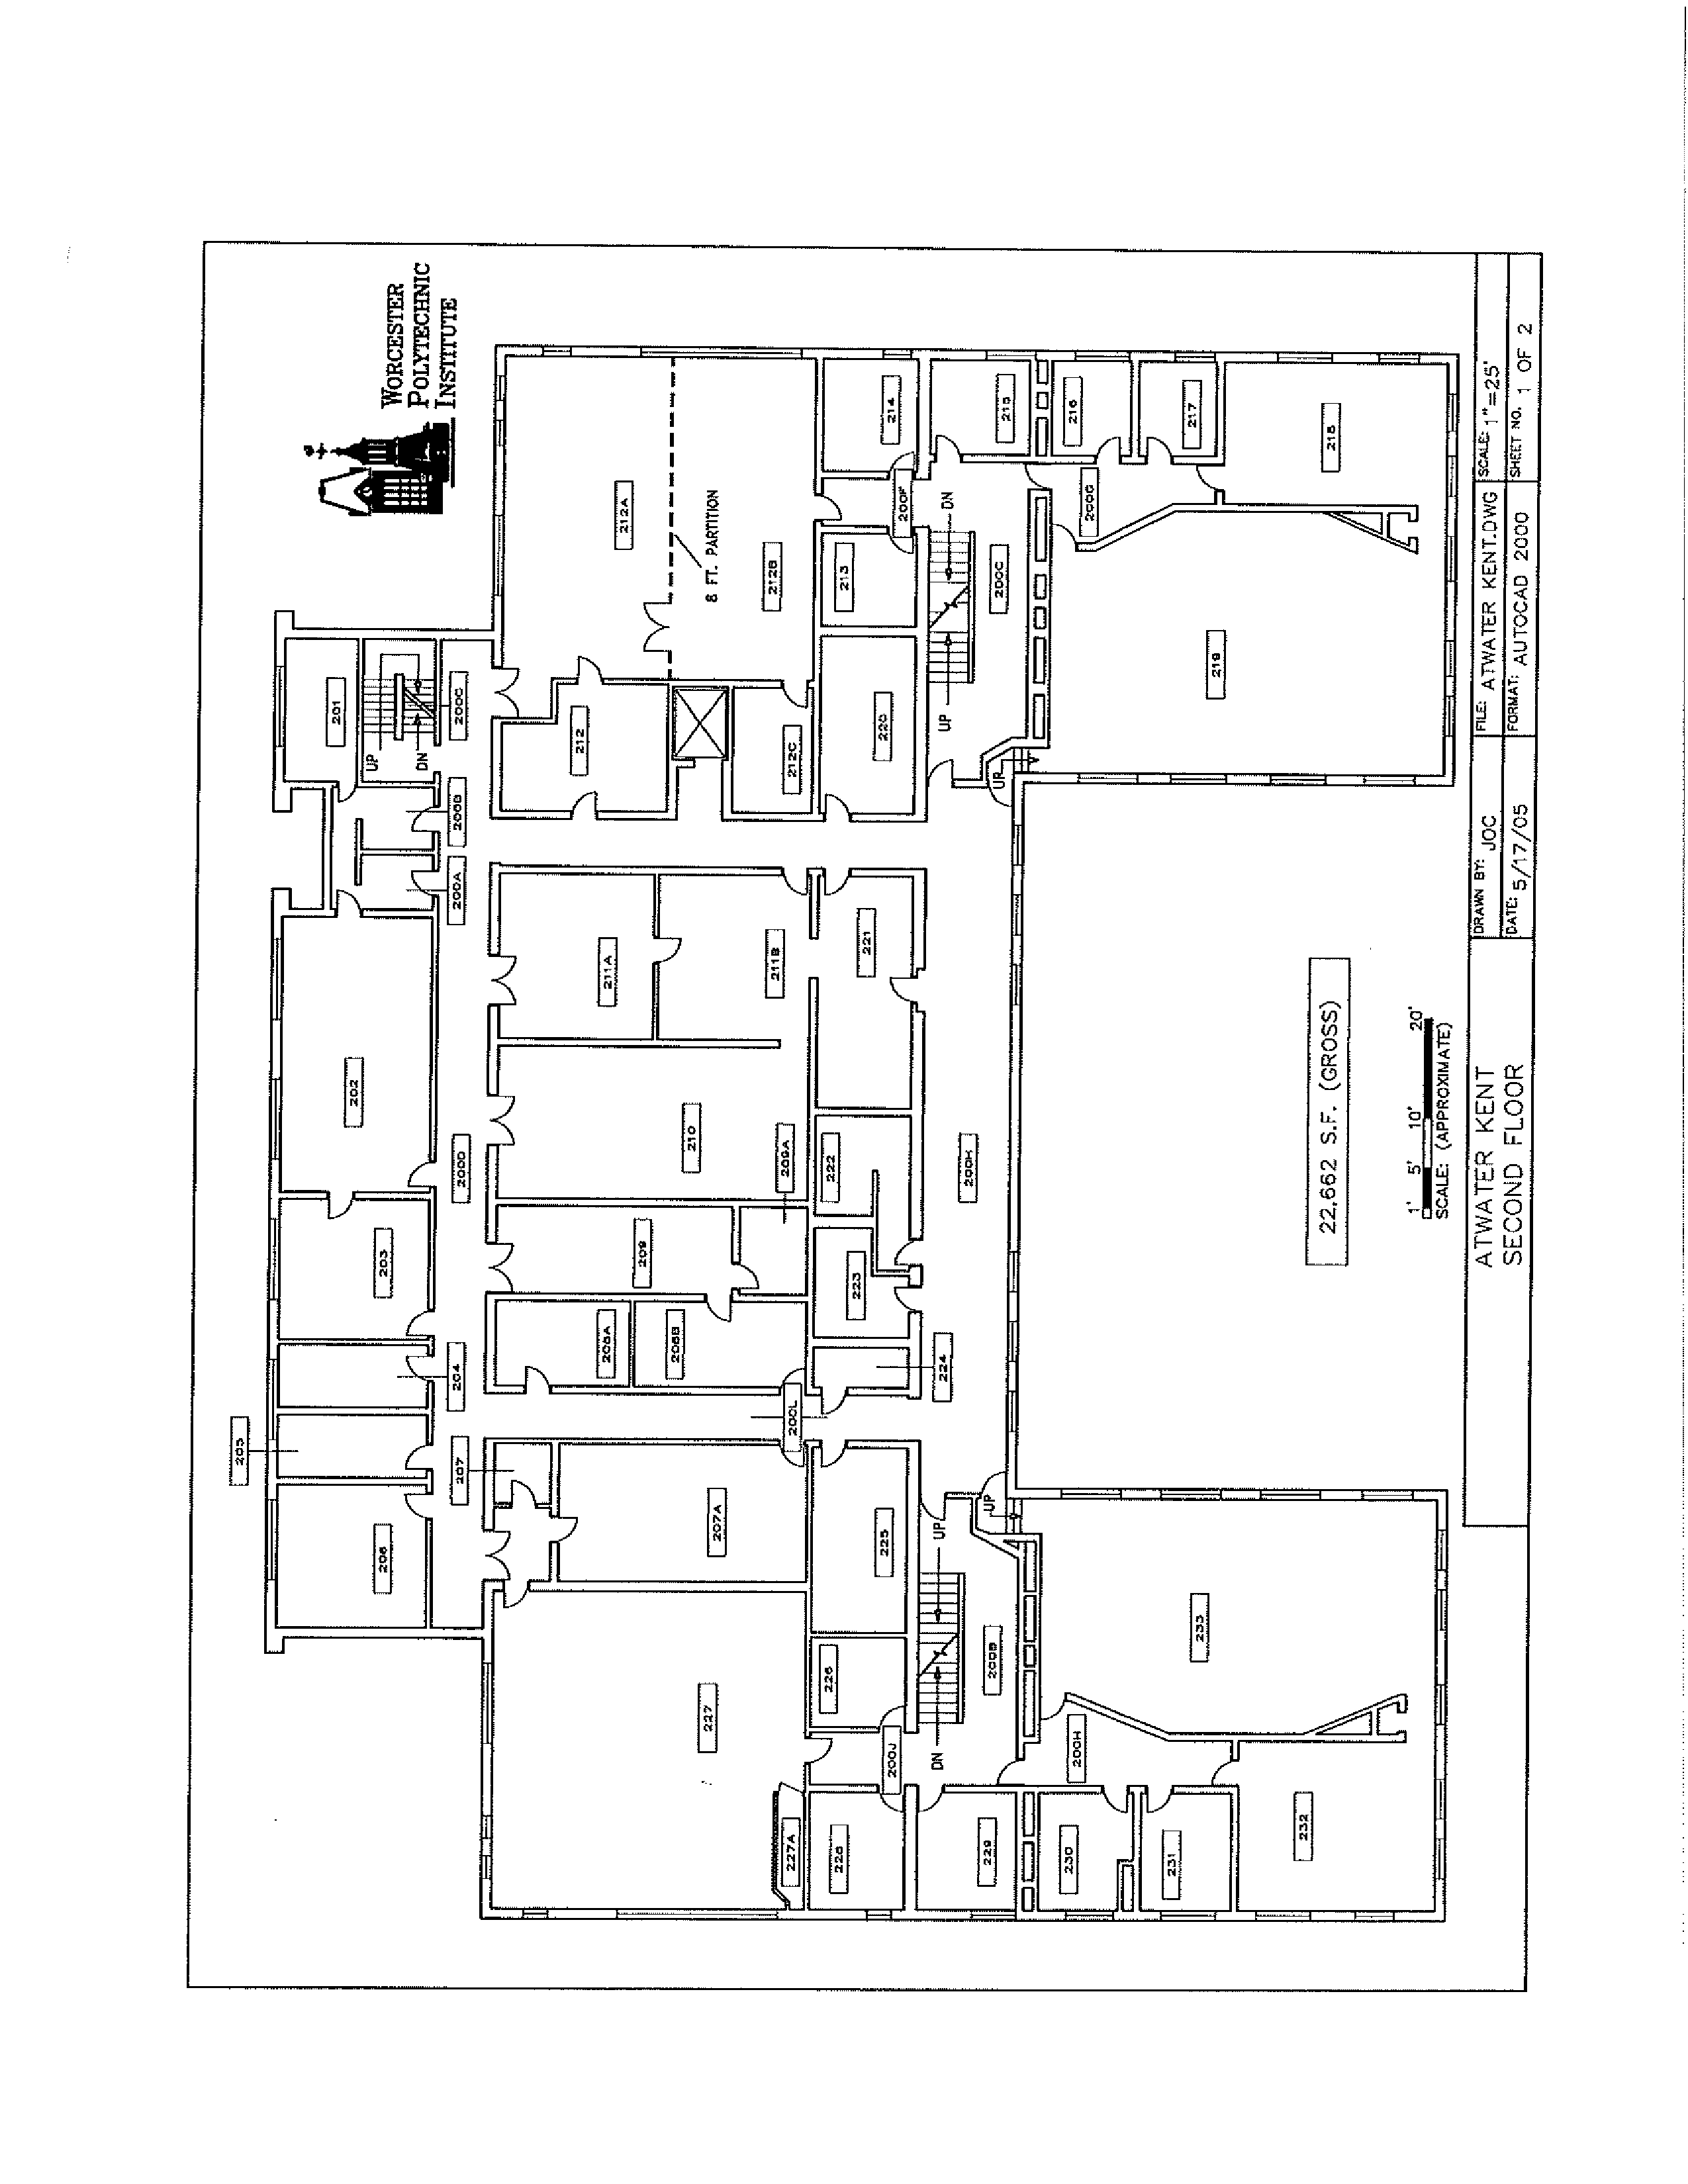 WORCESTER
POLYTECHNIC
INSTITUTE
205
206
203
202
201
UP
DN
207
204
200D
200A
200B
200C
212
212A
8 FT. PARTITION
208A
211A
209
208B
210
227
207A
211B
212B
227A
200L
209A
212C
228
226
222
213
223
225
221
220
214
200J
224
200F
DN
UP
200H
UP
DN
229
200B
UP
UP
200C
215
230
200H
200G
216
231
233
219
217
232
218
22,662 S.F. (GROSS)
1' 5' 10' 20'
SCALE: (APPROXIMATE)
ATWATER KENT
SECOND FLOOR
DRAWN BY: JOC
FILE: ATWATER KENT.DWG
SCALE: 1"=25'
DATE: 5/17/05
FORMAT: AUTOCAD 2000
SHEET NO. 1 OF 2